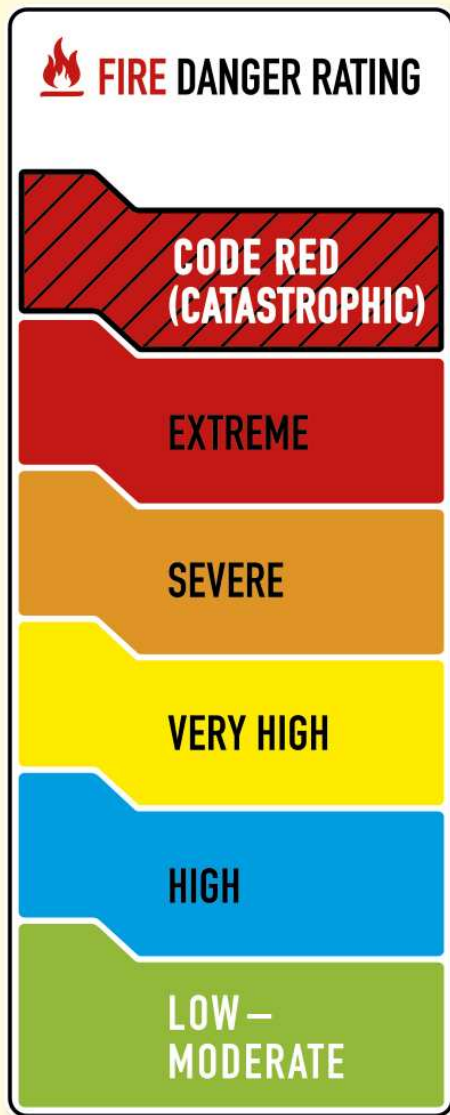 FIRE DANGER RATING
CODE RED
(CATASTROPHIC)
EXTREME
SEVERE
VERY HIGH
HIGH
LOW –
MODERATE